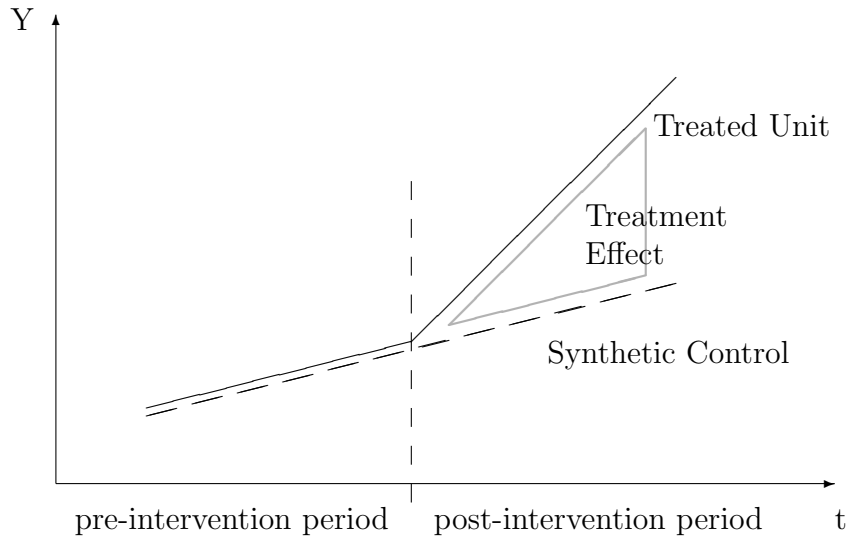 Y
Treated Unit
Treatment
Effect
Synthetic Control
pre-intervention period
post-intervention period
t